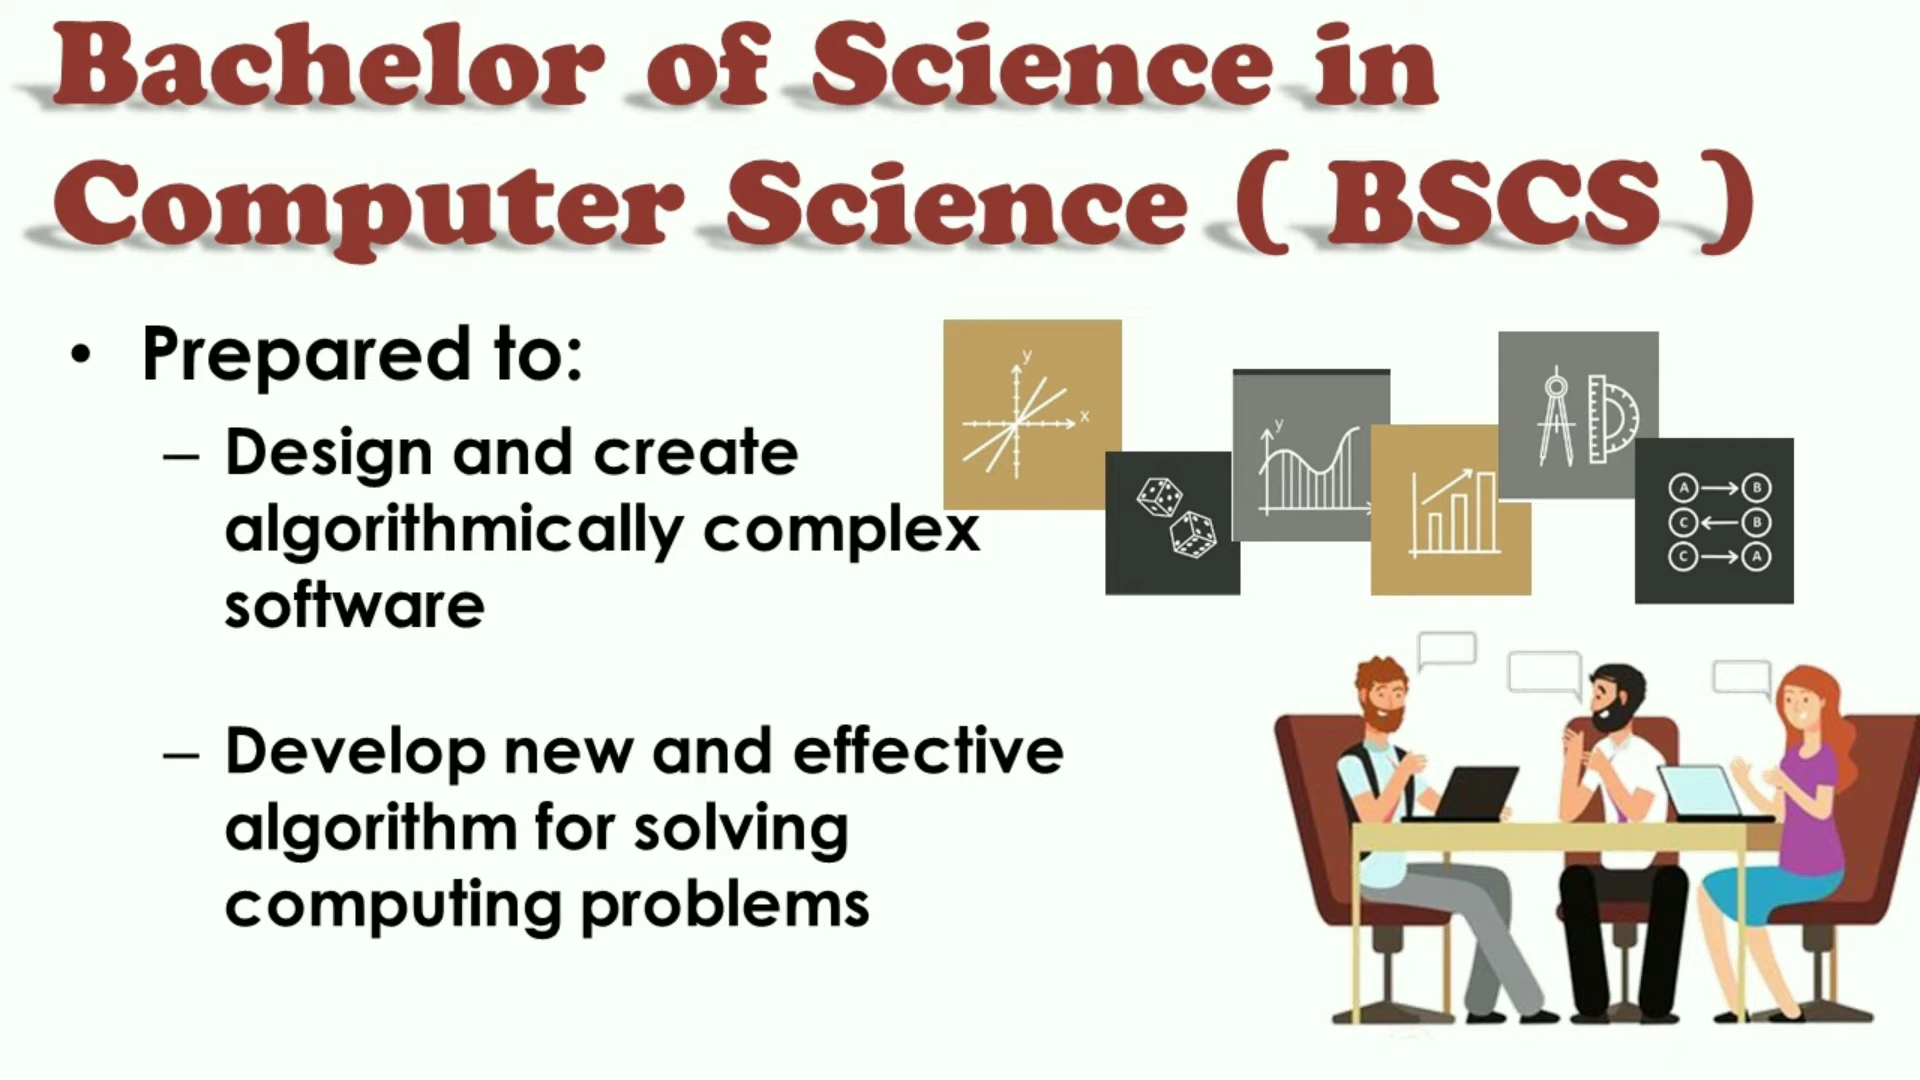 Bachelor of Science in
Computer Science ( BSCS )
• Prepared to:
– Design and create
algorithmically complex
software
– Develop new and effective
algorithm for solving
computing problems
y
x
y
A B
C B
C A